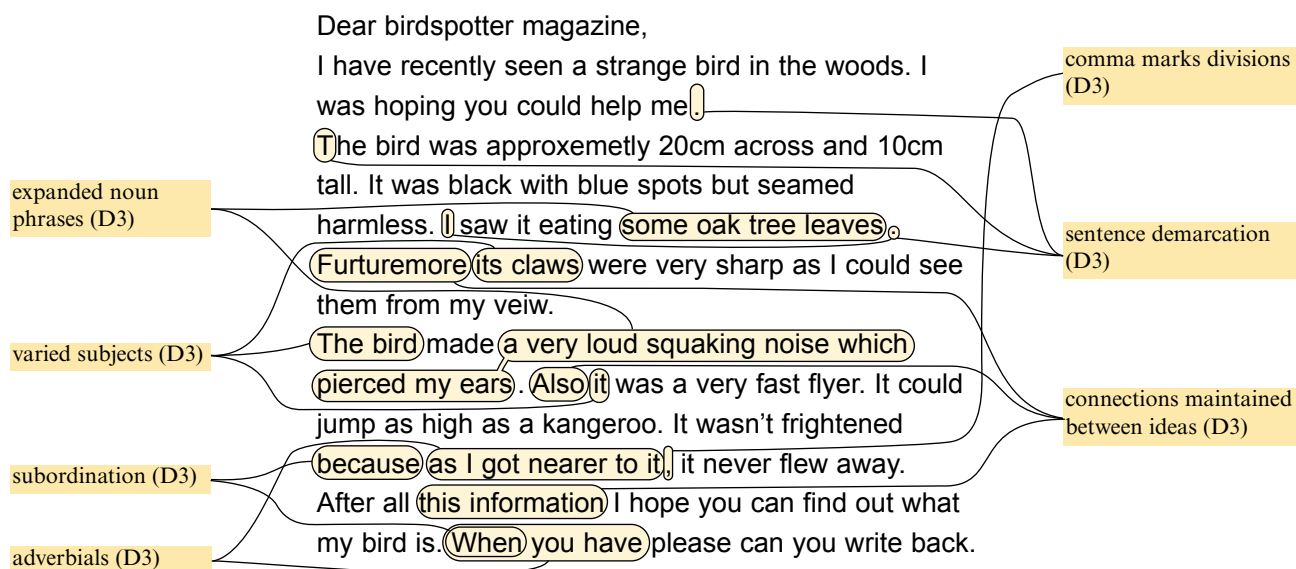 Dear birdspotter magazine,
I have recently seen a strange bird in the woods. I
was hoping you could help me.
The bird was approxemetly 20cm across and 10cm
tall. It was black with blue spots but seamed
harmless. I saw it eating some oak tree leaves.
Furturemore its claws were very sharp as I could see
them from my veiw.
The bird made a very loud squaking noise which
pierced my ears. Also it was a very fast flyer. It could
jump as high as a kangeroo. It wasn't frightened
because as I got nearer to it, it never flew away.
After all this information I hope you can find out what
my bird is. When you have please can you write back.
expanded noun
phrases (D3)
varied subjects (D3)
subordination (D3)
adverbials (D3)
comma marks divisions
(D3)
sentence demarcation
(D3)
connections maintained
between ideas (D3)